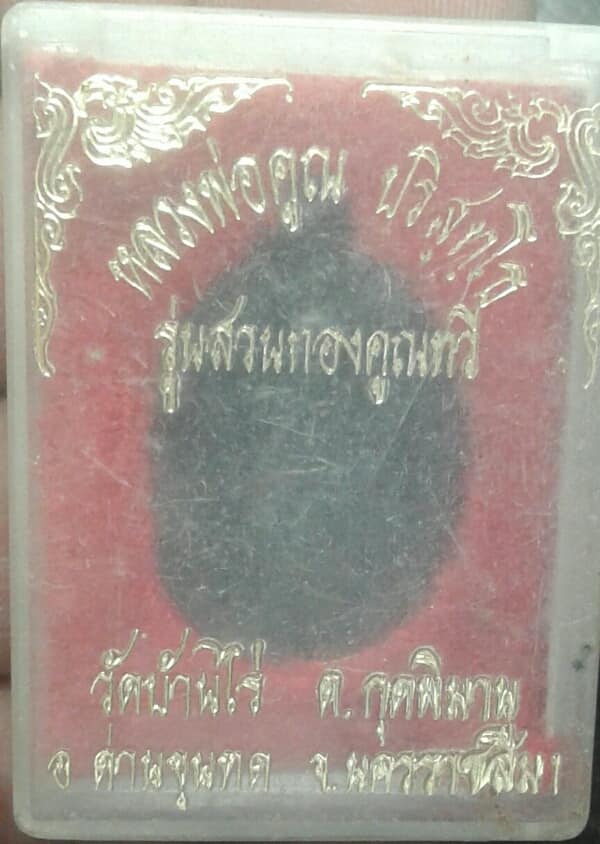 หลวงพ่อคูณ ปริสุทฺโธ
รุ่นสวนทองคูณทวี
วัดบ้านไร่ ต.กุดพิมาน
อ ด่านขุนทด จ.นครราชสีมา